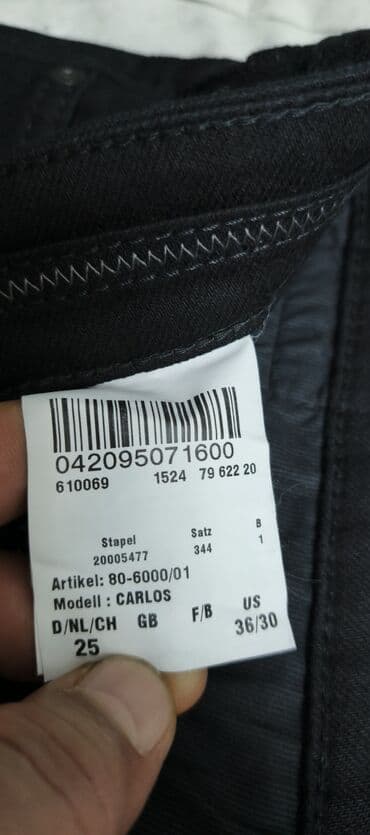 042095071600
610069 1524 79 622 20
Stapel Satz B
20005477 344 1
Artikel: 80-6000/01
Modell : CARLOS
D/NL/CH GB F/B US
25 36/30